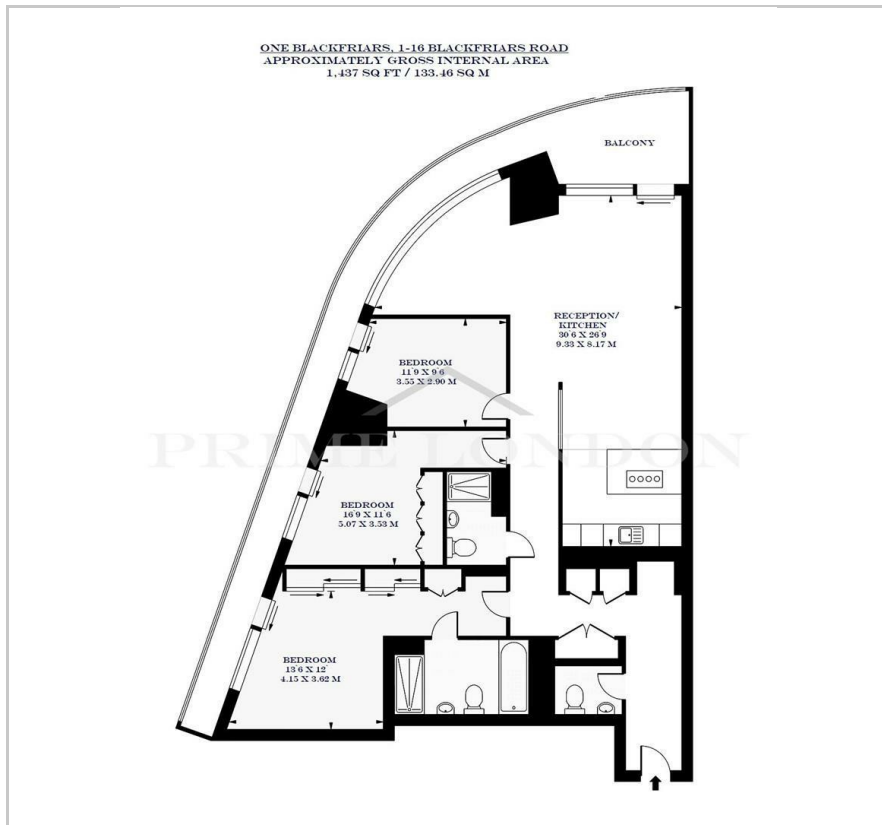 ONE BLACKFRIARS, 1-16 BLACKFRIARS ROAD
APPROXIMATELY GROSS INTERNAL AREA
1,437 SQ FT / 133.46 SQ M
BALCONY
RECEPTION/
KITCHEN
30'6 X 26'9
9.33 X 8.17 M
BEDROOM
11'9 X 9'6
3.55 X 2.90 M
PRIME LONDON
BEDROOM
16'9 X 11'6
5.07 X 3.53 M
BEDROOM
13'6 X 12'
4.15 X 3.62 M